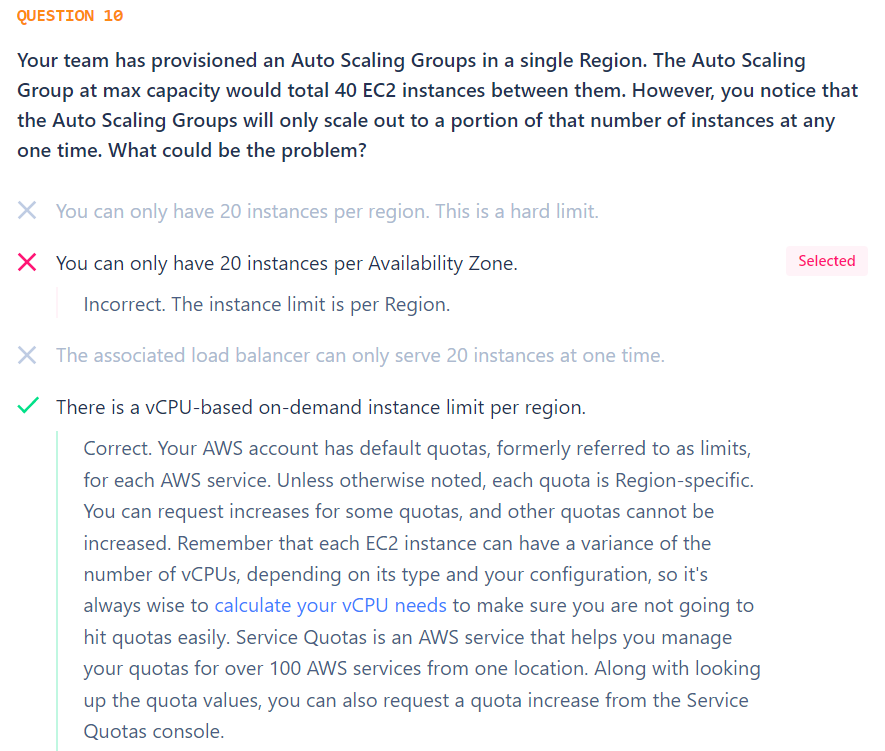 QUESTION 10
Your team has provisioned an Auto Scaling Groups in a single Region. The Auto Scaling
Group at max capacity would total 40 EC2 instances between them. However, you notice that
the Auto Scaling Groups will only scale out to a portion of that number of instances at any
one time. What could be the problem?
You can only have 20 instances per region. This is a hard limit.
You can only have 20 instances per Availability Zone.
Selected
Incorrect. The instance limit is per Region.
The associated load balancer can only serve 20 instances at one time.
There is a vCPU-based on-demand instance limit per region.
Correct. Your AWS account has default quotas, formerly referred to as limits,
for each AWS service. Unless otherwise noted, each quota is Region-specific.
You can request increases for some quotas, and other quotas cannot be
increased. Remember that each EC2 instance can have a variance of the
number of vCPUs, depending on its type and your configuration, so it's
always wise to calculate your vCPU needs to make sure you are not going to
hit quotas easily. Service Quotas is an AWS service that helps you manage
your quotas for over 100 AWS services from one location. Along with looking
up the quota values, you can also request a quota increase from the Service
Quotas console.